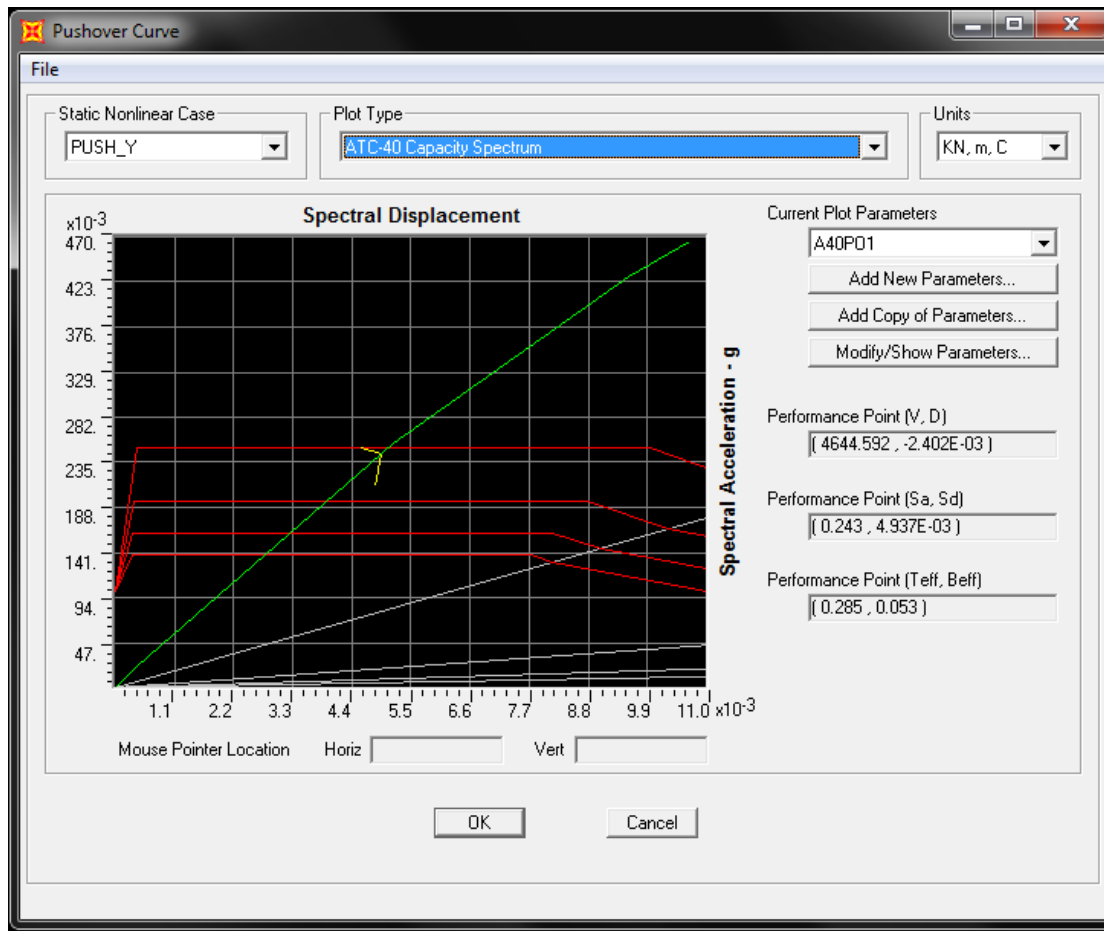 Pushover Curve
File
Static Nonlinear Case
PUSH_Y
Plot Type
ATC-40 Capacity Spectrum
Units
KN, m, C
Spectral Displacement
x10-3
470.
423.
376.
329.
282.
235.
188.
141.
94.
47.
1.1 2.2 3.3 4.4 5.5 6.6 7.7 8.8 9.9 11.0 x10-3
Spectral Acceleration - g
Mouse Pointer Location Horiz Vert
Current Plot Parameters
A40PO1
Add New Parameters...
Add Copy of Parameters...
Modify/Show Parameters...
Performance Point (V, D)
( 4644.592 , -2.402E-03 )
Performance Point (Sa, Sd)
( 0.243 , 4.937E-03 )
Performance Point (Teff, Beff)
( 0.285 , 0.053 )
OK Cancel